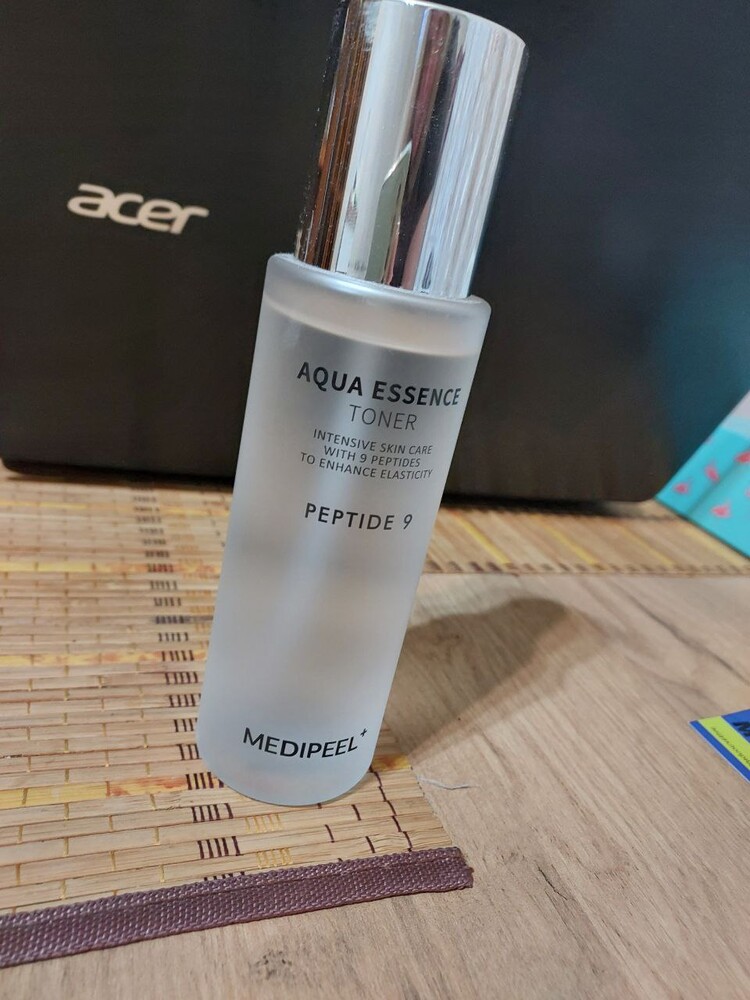 acer
AQUA ESSENCE
TONER
INTENSIVE SKIN CARE
WITH 9 PEPTIDES
TO ENHANCE ELASTICITY
PEPTIDE 9
MEDIPEEL+